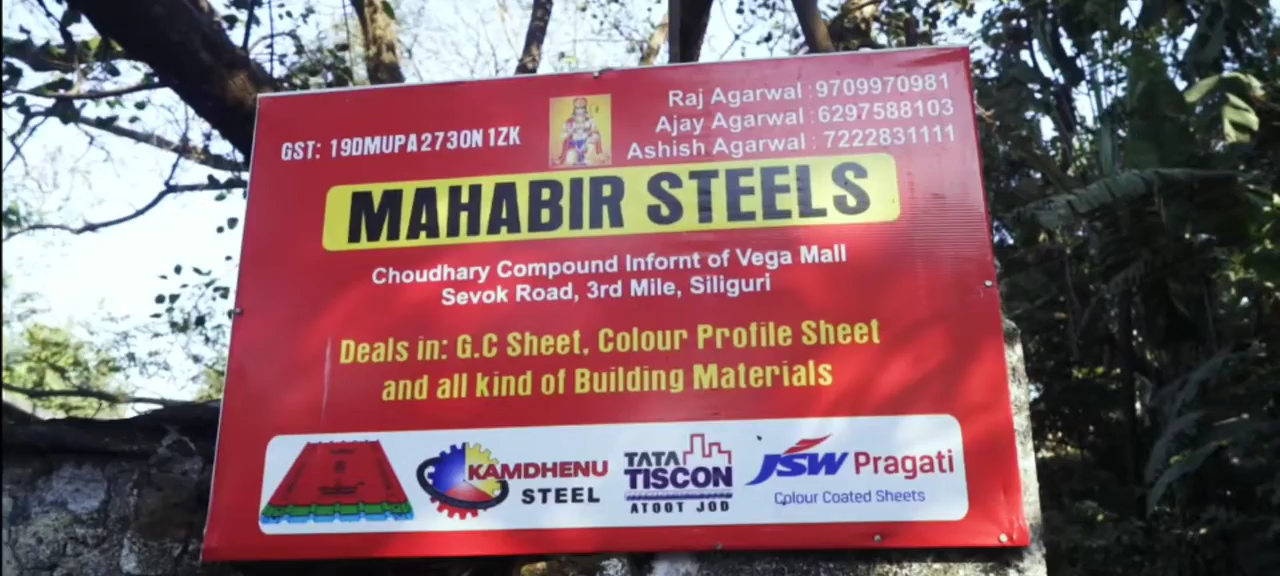 GST: 19DMUPA2730N1ZK
Raj Agarwal : 9709970981
Ajay Agarwal : 6297588103
Ashish Agarwal : 7222831111
MAHABIR STEELS
Choudhary Compound Infornt of Vega Mall
Sevok Road, 3rd Mile, Siliguri
Deals in: G.C Sheet, Colour Profile Sheet
and all kind of Building Materials
KAMDHENU
STEEL
TATA
TISCON
ATOOT JOD
JSW Pragati
Colour Coated Sheets